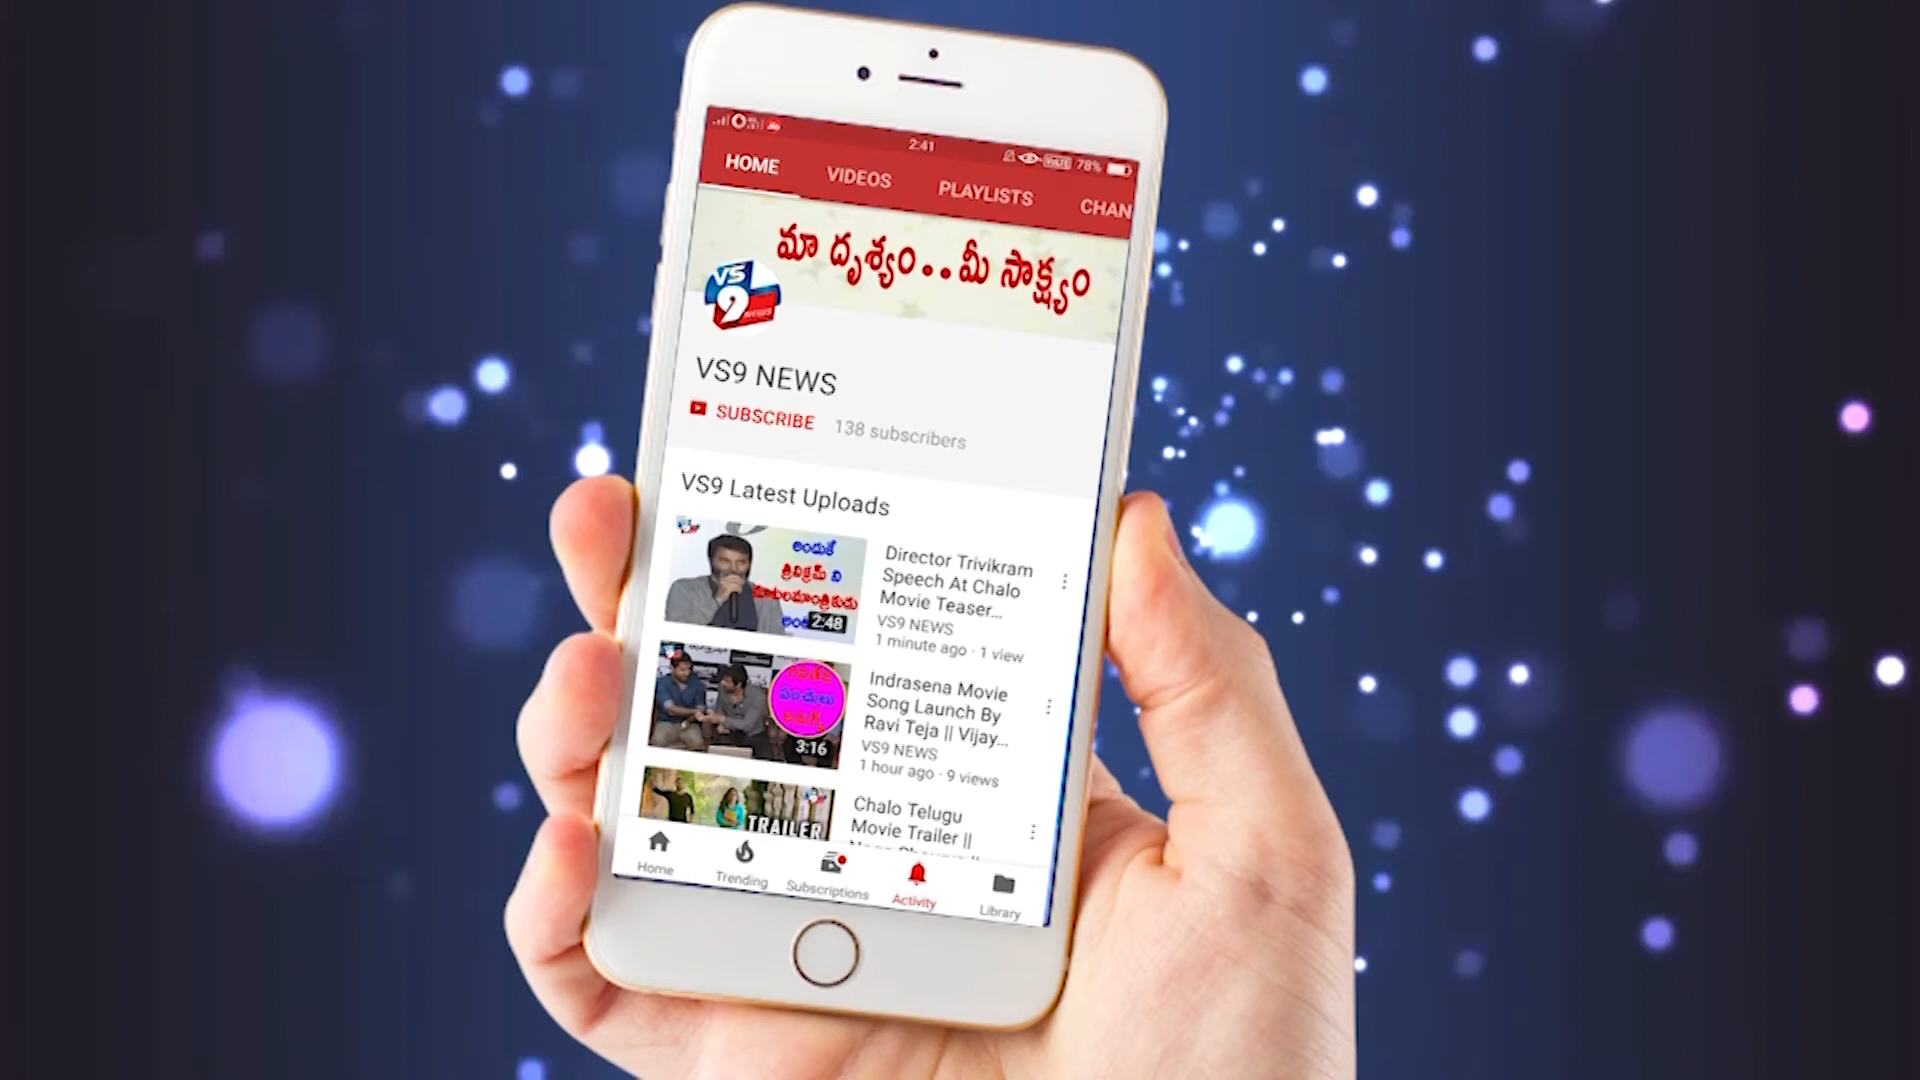 2:41
78%
HOME VIDEOS PLAYLISTS CHAN
మా దృశ్యం..మీ సాక్ష్యం
VS
9
NEWS
VS9 NEWS
SUBSCRIBE 138 subscribers
VS9 Latest Uploads
అందుకే
త్రివిక్రమ్ ని
మాటలమాంత్రికుడు
2:48
Director Trivikram
Speech At Chalo
Movie Teaser...
VS9 NEWS
1 minute ago · 1 view
పంచులు
3:16
Indrasena Movie
Song Launch By
Ravi Teja || Vijay...
VS9 NEWS
1 hour ago · 9 views
TRAILER
Chalo Telugu
Movie Trailer ||
Home Trending Subscriptions Activity Library